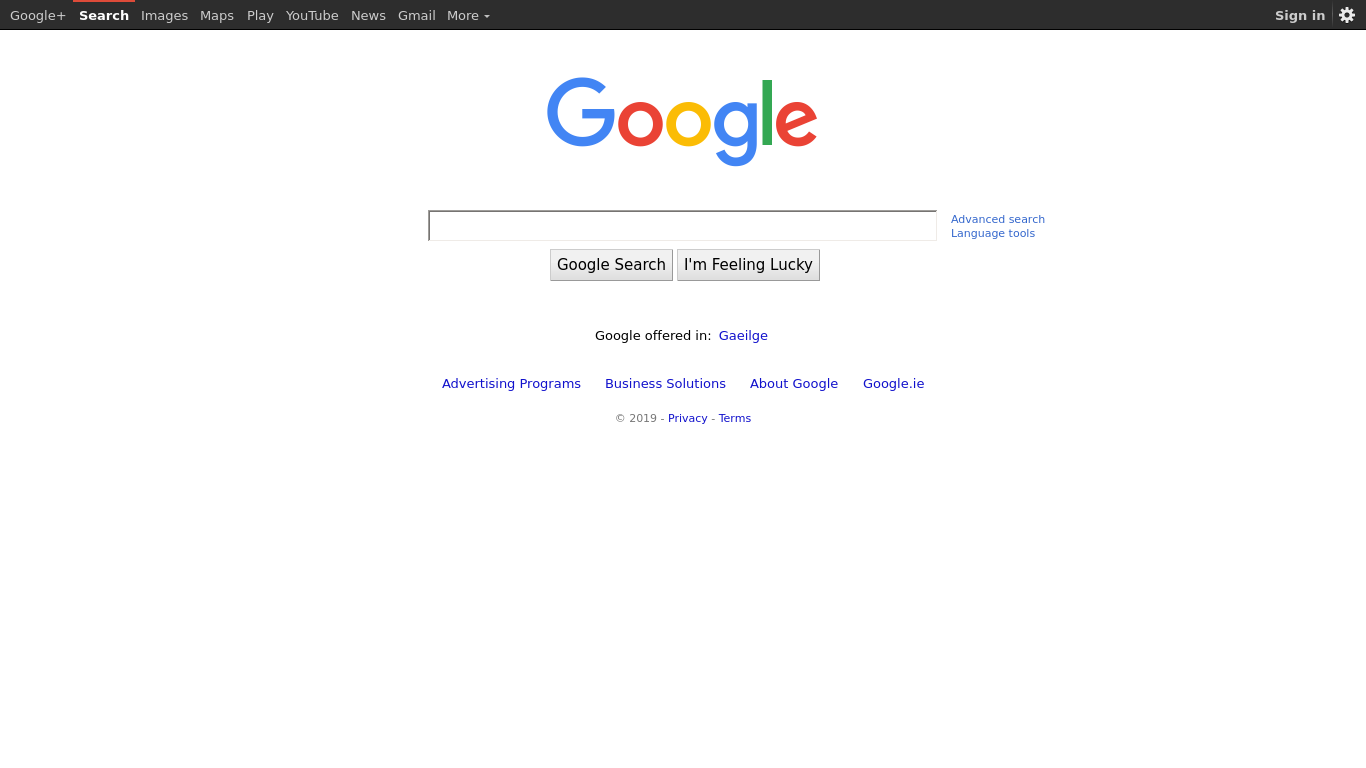 Google+ Search Images Maps Play YouTube News Gmail More Sign in
Google
Advanced search
Language tools
Google Search I'm Feeling Lucky
Google offered in: Gaeilge
Advertising Programs Business Solutions About Google Google.ie
© 2019 - Privacy - Terms